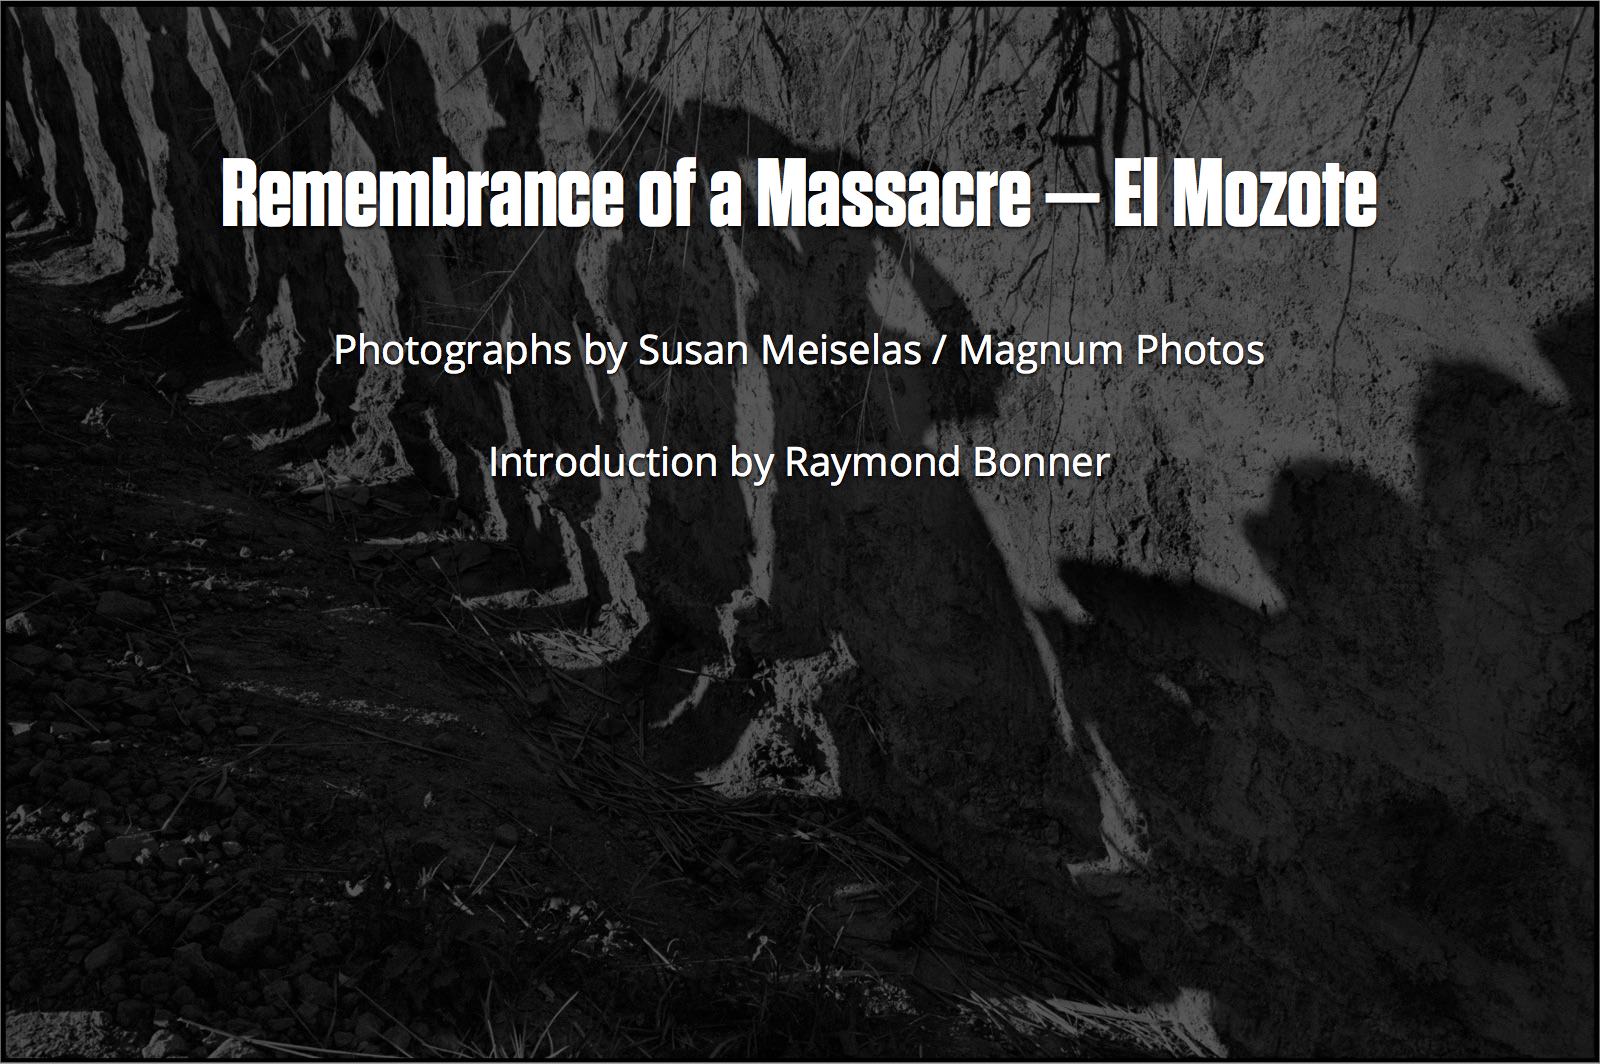 Remembrance of a Massacre — El Mozote
Photographs by Susan Meiselas / Magnum Photos
Introduction by Raymond Bonner